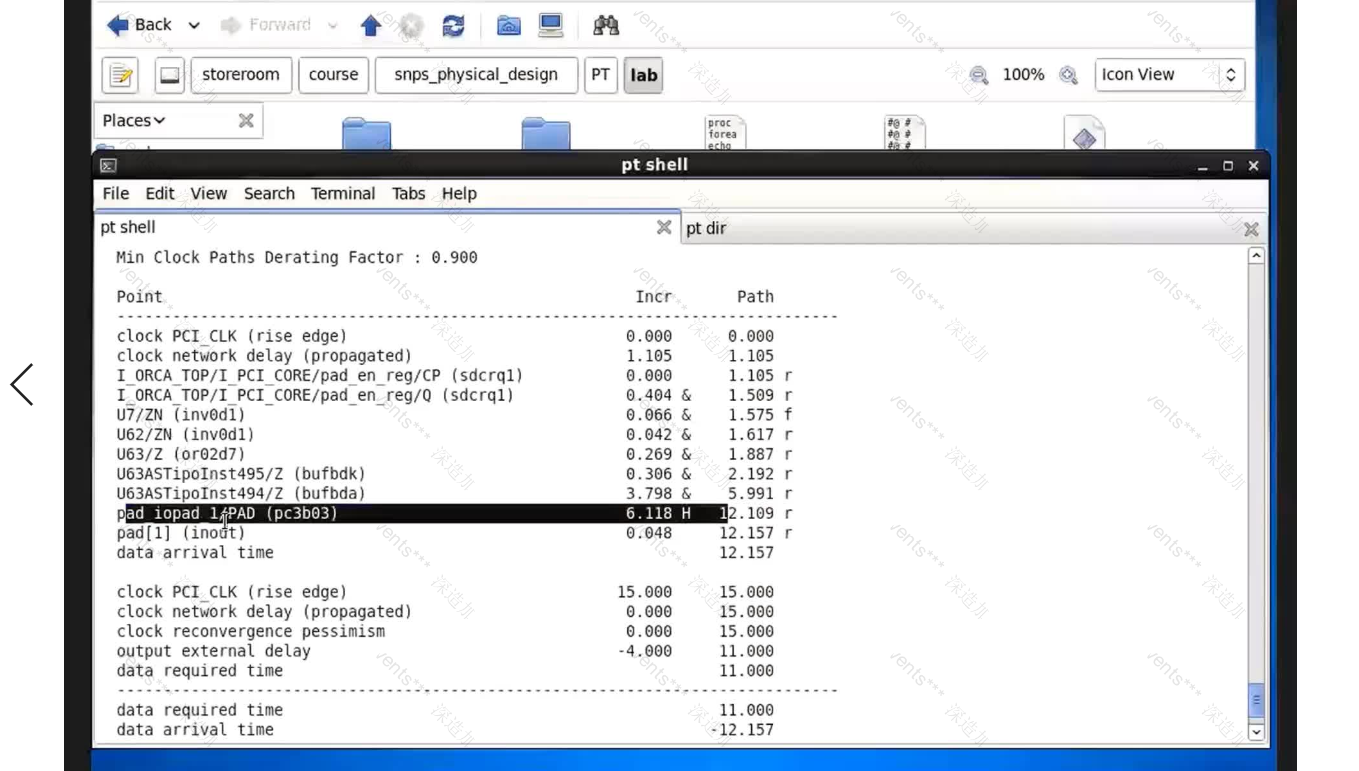 Back Forward
storeroom course snps_physical_design PT lab 100% Icon View
Places
proc
forea
echo
#@ #
#@ #
#@ #
pt shell
File Edit View Search Terminal Tabs Help
pt shell pt dir
Min Clock Paths Derating Factor : 0.900
Point Incr Path
---------------------------------------------------------------
clock PCI_CLK (rise edge) 0.000 0.000
clock network delay (propagated) 1.105 1.105
I_ORCA_TOP/I_PCI_CORE/pad_en_reg/CP (sdcrq1) 0.000 1.105 r
I_ORCA_TOP/I_PCI_CORE/pad_en_reg/Q (sdcrq1) 0.404 & 1.509 r
U7/ZN (inv0d1) 0.066 & 1.575 f
U62/ZN (inv0d1) 0.042 & 1.617 r
U63/Z (or02d7) 0.269 & 1.887 r
U63ASTipoInst495/Z (bufbdk) 0.306 & 2.192 r
U63ASTipoInst494/Z (bufbda) 3.798 & 5.991 r
pad_iopad_1/PAD (pc3b03) 6.118 H 12.109 r
pad[1] (inout) 0.048 12.157 r
data arrival time 12.157
clock PCI_CLK (rise edge) 15.000 15.000
clock network delay (propagated) 0.000 15.000
clock reconvergence pessimism 0.000 15.000
output external delay -4.000 11.000
data required time 11.000
---------------------------------------------------------------
data required time 11.000
data arrival time -12.157